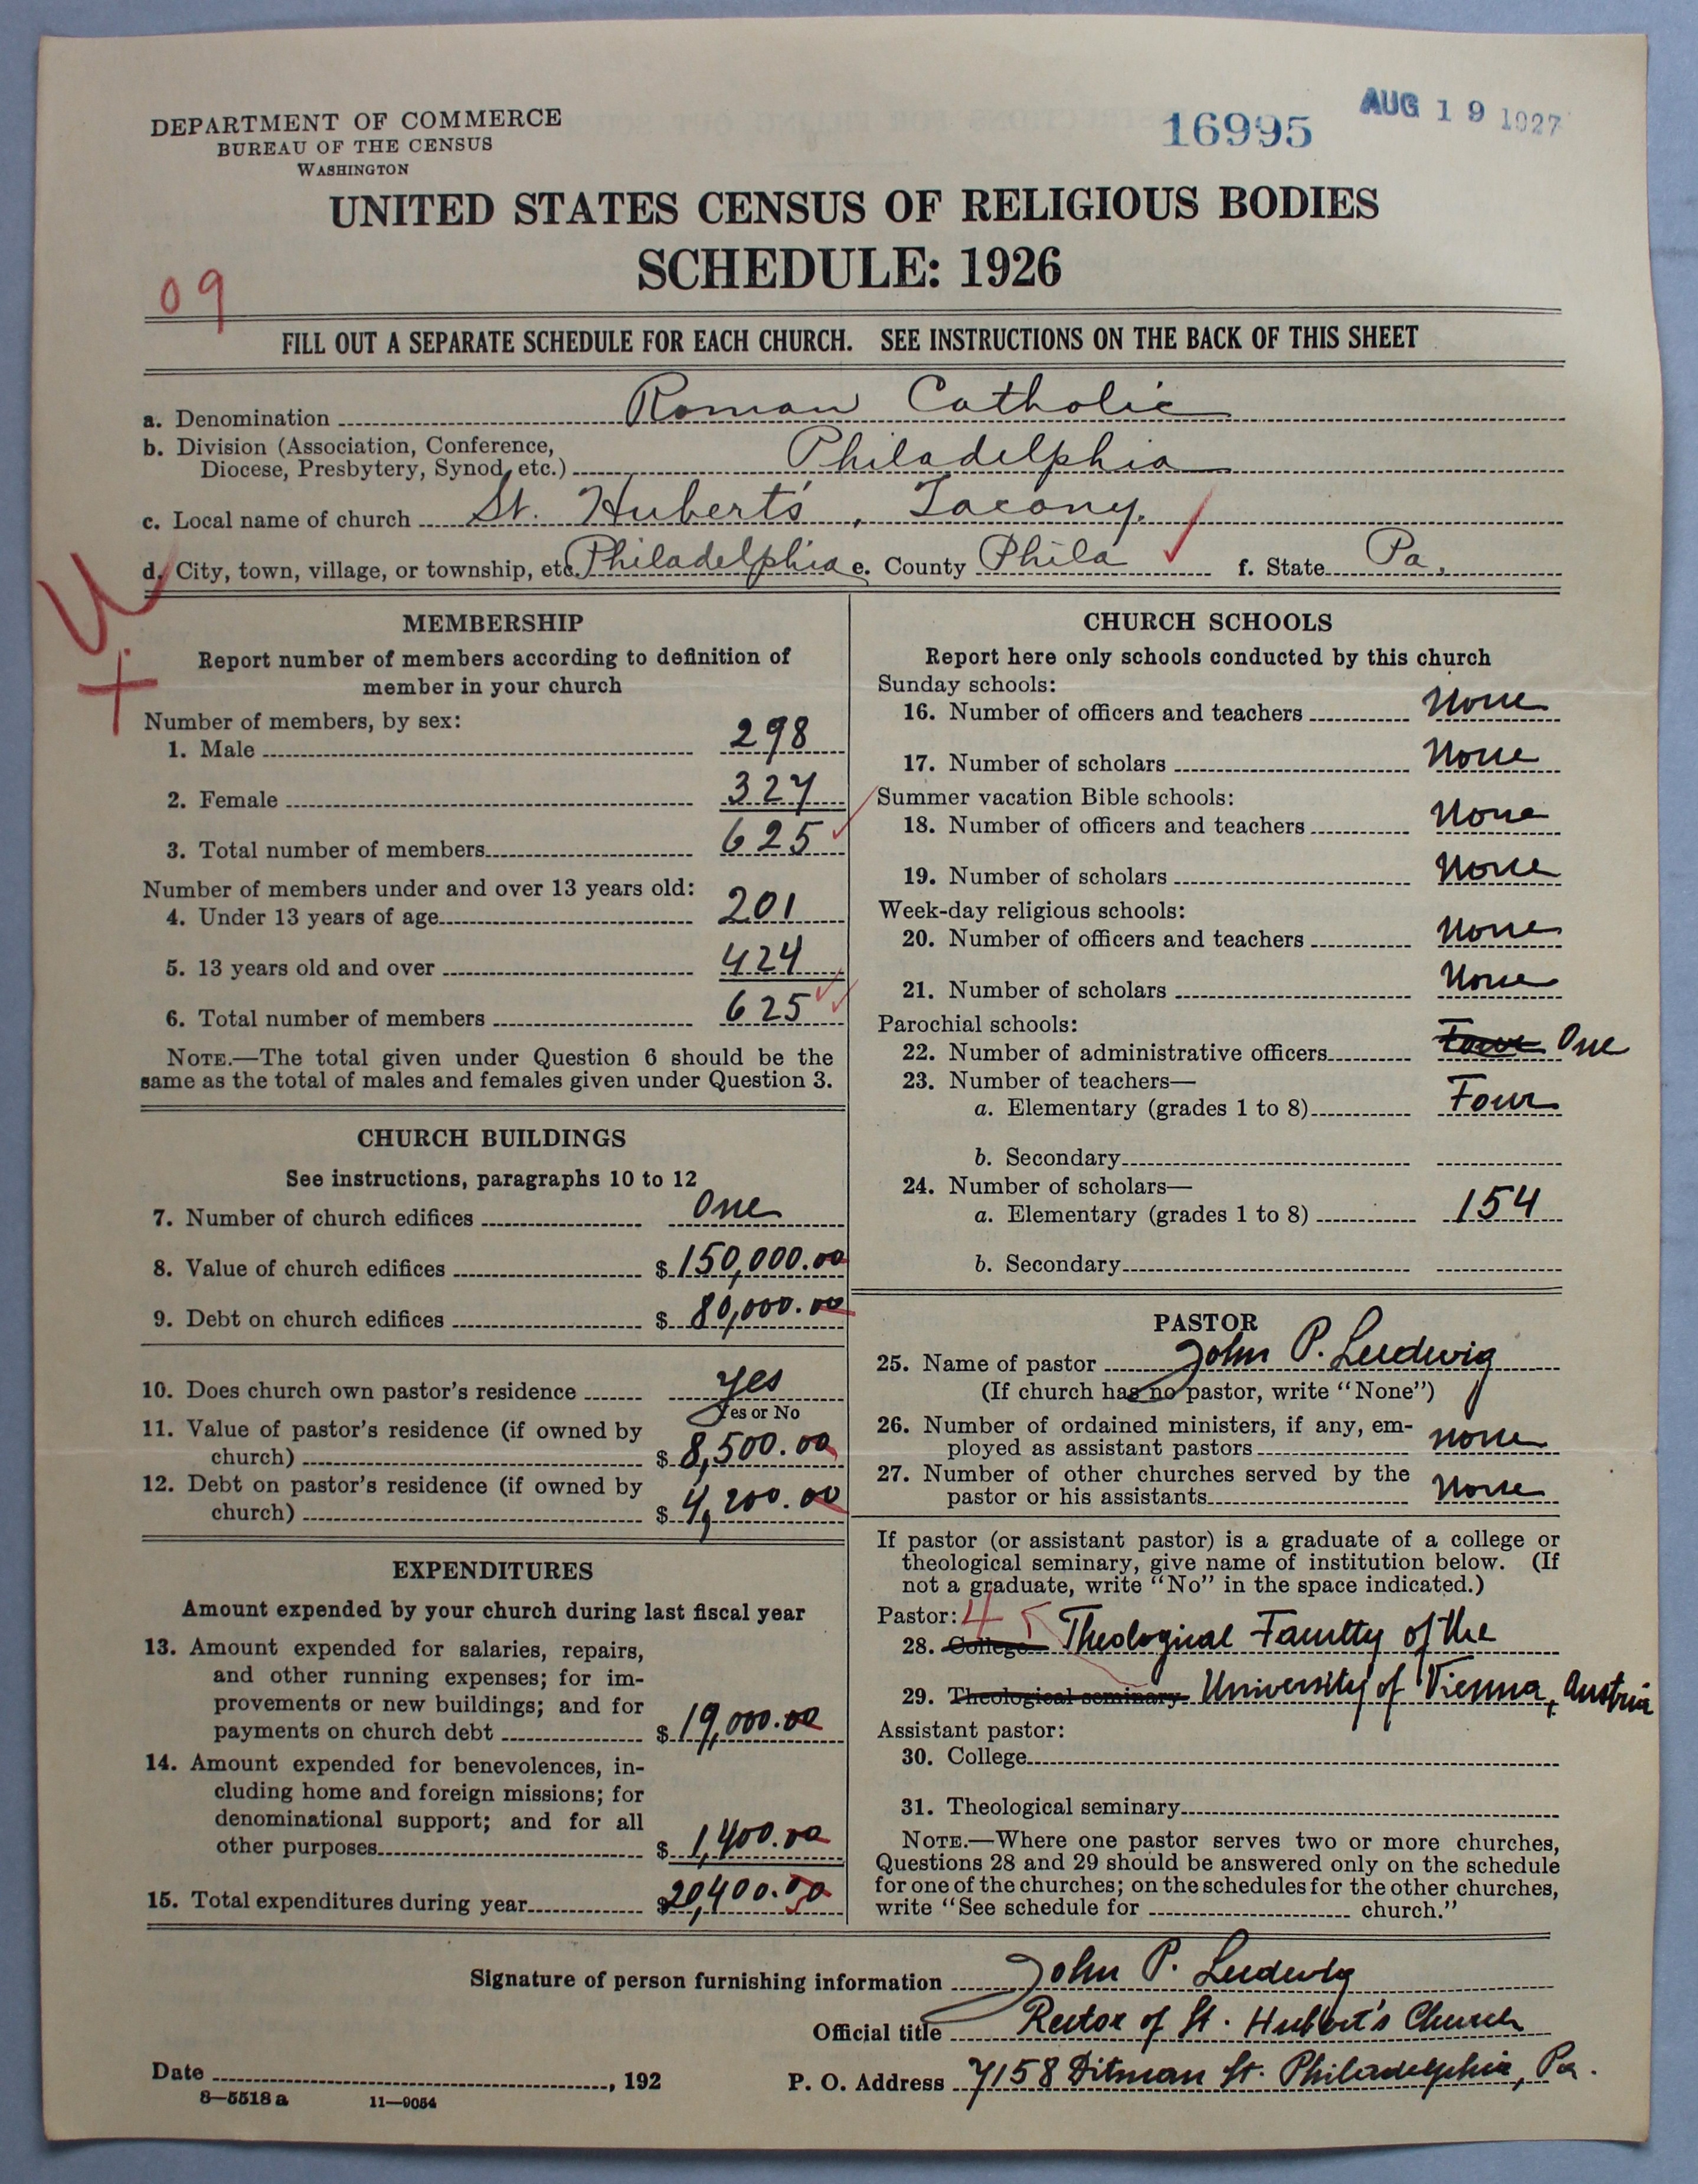 DEPARTMENT OF COMMERCE
BUREAU OF THE CENSUS
WASHINGTON
16995
AUG 19 1927
UNITED STATES CENSUS OF RELIGIOUS BODIES
SCHEDULE: 1926
09
FILL OUT A SEPARATE SCHEDULE FOR EACH CHURCH. SEE INSTRUCTIONS ON THE BACK OF THIS SHEET
a. Denomination Roman Catholic
b. Division (Association, Conference,
Diocese, Presbytery, Synod, etc.) Philadelphia
c. Local name of church St. Hubert's, Tacony.
d. City, town, village, or township, etc. Philadelphia e. County Phila f. State Pa.
MEMBERSHIP
Report number of members according to definition of
member in your church
Number of members, by sex:
1. Male 298
2. Female 327
3. Total number of members 625
Number of members under and over 13 years old:
4. Under 13 years of age 201
5. 13 years old and over 424
6. Total number of members 625
NOTE.—The total given under Question 6 should be the
same as the total of males and females given under Question 3.
CHURCH BUILDINGS
See instructions, paragraphs 10 to 12
7. Number of church edifices One
8. Value of church edifices $ 150,000.00
9. Debt on church edifices $ 80,000.00
10. Does church own pastor's residence Yes
Yes or No
11. Value of pastor's residence (if owned by
church) $ 8,500.00
12. Debt on pastor's residence (if owned by
church) $ 4,200.00
EXPENDITURES
Amount expended by your church during last fiscal year
13. Amount expended for salaries, repairs,
and other running expenses; for im-
provements or new buildings; and for
payments on church debt $ 19,000.00
14. Amount expended for benevolences, in-
cluding home and foreign missions; for
denominational support; and for all
other purposes $ 1,400.00
15. Total expenditures during year $ 20,400.00
CHURCH SCHOOLS
Report here only schools conducted by this church
Sunday schools:
16. Number of officers and teachers None
17. Number of scholars None
Summer vacation Bible schools:
18. Number of officers and teachers None
19. Number of scholars None
Week-day religious schools:
20. Number of officers and teachers None
21. Number of scholars None
Parochial schools:
22. Number of administrative officers Four One
23. Number of teachers—
a. Elementary (grades 1 to 8) Four
b. Secondary
24. Number of scholars—
a. Elementary (grades 1 to 8) 154
b. Secondary
PASTOR
25. Name of pastor John P. Ludwig
(If church has no pastor, write "None")
26. Number of ordained ministers, if any, em-
ployed as assistant pastors none
27. Number of other churches served by the
pastor or his assistants None
If pastor (or assistant pastor) is a graduate of a college or
theological seminary, give name of institution below. (If
not a graduate, write "No" in the space indicated.)
Pastor: 4 5
28. College Theological Faculty of the
29. Theological seminary University of Vienna, Austria
Assistant pastor:
30. College
31. Theological seminary
NOTE.—Where one pastor serves two or more churches,
Questions 28 and 29 should be answered only on the schedule
for one of the churches; on the schedules for the other churches,
write "See schedule for church."
Signature of person furnishing information John P. Ludwig
Official title Rector of St. Hubert's Church
Date , 192
P. O. Address 7158 Ditman St. Philadelphia, Pa.
8—5518 a 11—9054